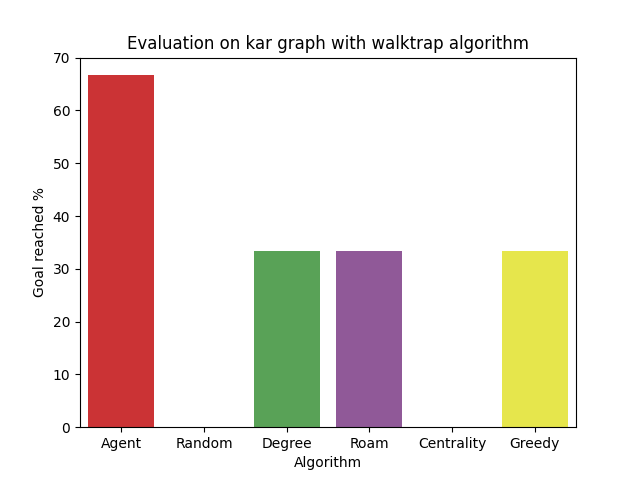 Evaluation on kar graph with walktrap algorithm
Goal reached %
70
60
50
40
30
20
10
0
Agent Random Degree Roam Centrality Greedy
Algorithm